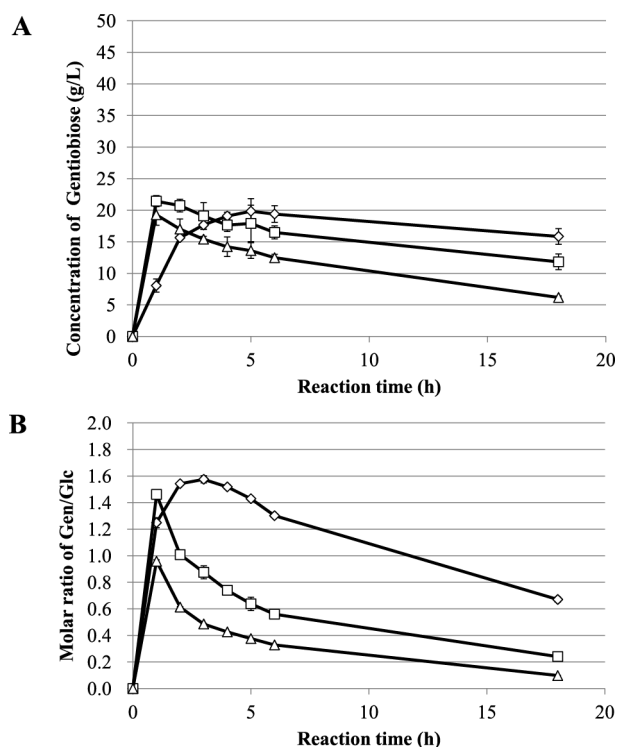 A
Concentration of Gentiobiose (g/L)
50
45
40
35
30
25
20
15
10
5
0
0 5 10 15 20
Reaction time (h)
B
Molar ratio of Gen/Glc
2.0
1.8
1.6
1.4
1.2
1.0
0.8
0.6
0.4
0.2
0.0
0 5 10 15 20
Reaction time (h)